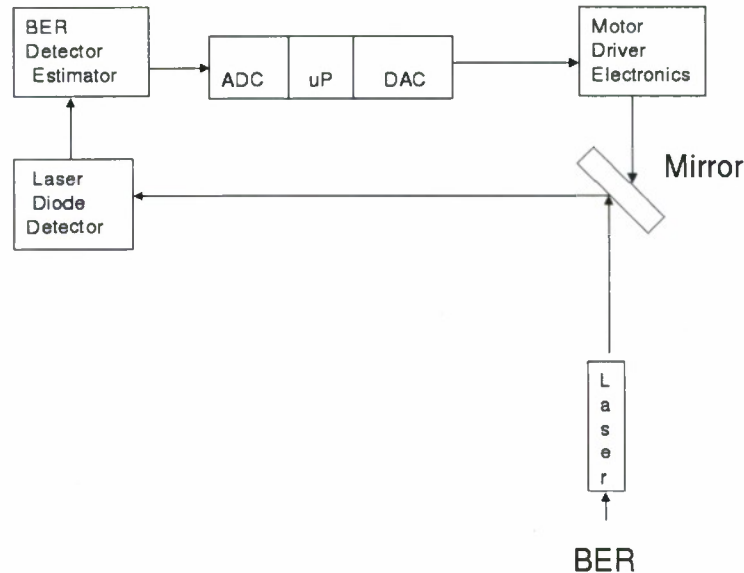 BER
Detector
Estimator
ADC
uP
DAC
Motor
Driver
Electronics
Mirror
Laser
Diode
Detector
L
a
s
e
r
BER